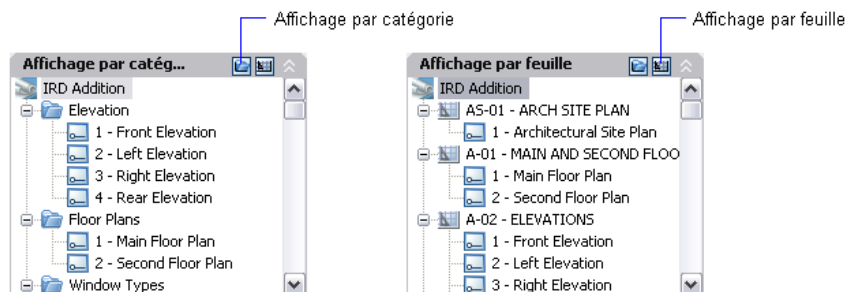 Affichage par catégorie
Affichage par feuille
Affichage par catég...
IRD Addition
Elevation
1 - Front Elevation
2 - Left Elevation
3 - Right Elevation
4 - Rear Elevation
Floor Plans
1 - Main Floor Plan
2 - Second Floor Plan
Window Types
Affichage par feuille
IRD Addition
AS-01 - ARCH SITE PLAN
1 - Architectural Site Plan
A-01 - MAIN AND SECOND FLOO
1 - Main Floor Plan
2 - Second Floor Plan
A-02 - ELEVATIONS
1 - Front Elevation
2 - Left Elevation
3 - Right Elevation